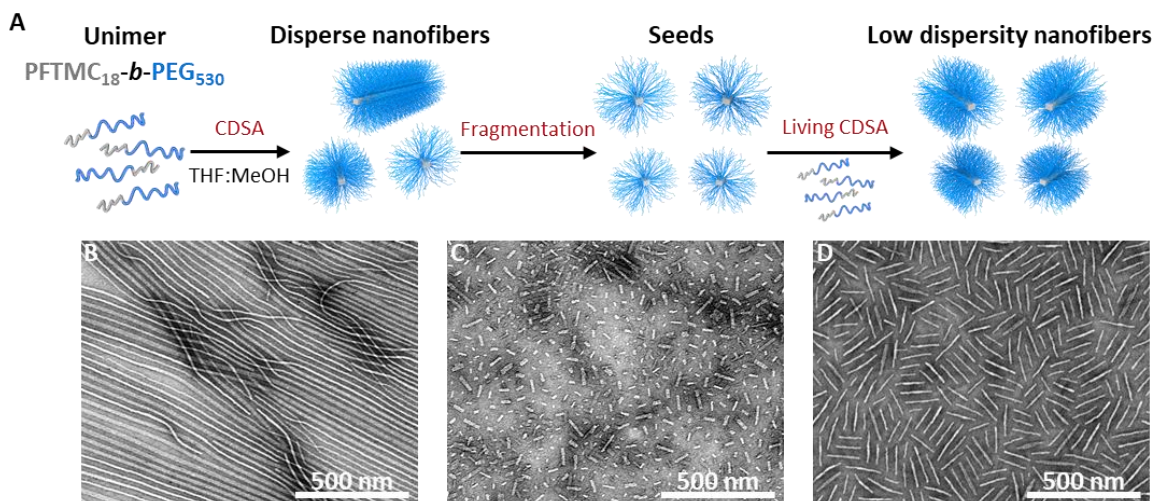 A
Unimer
PFTMC18-b-PEG530
Disperse nanofibers
Seeds
Low dispersity nanofibers
CDSA
THF:MeOH
Fragmentation
Living CDSA
B
500 nm
C
500 nm
D
500 nm